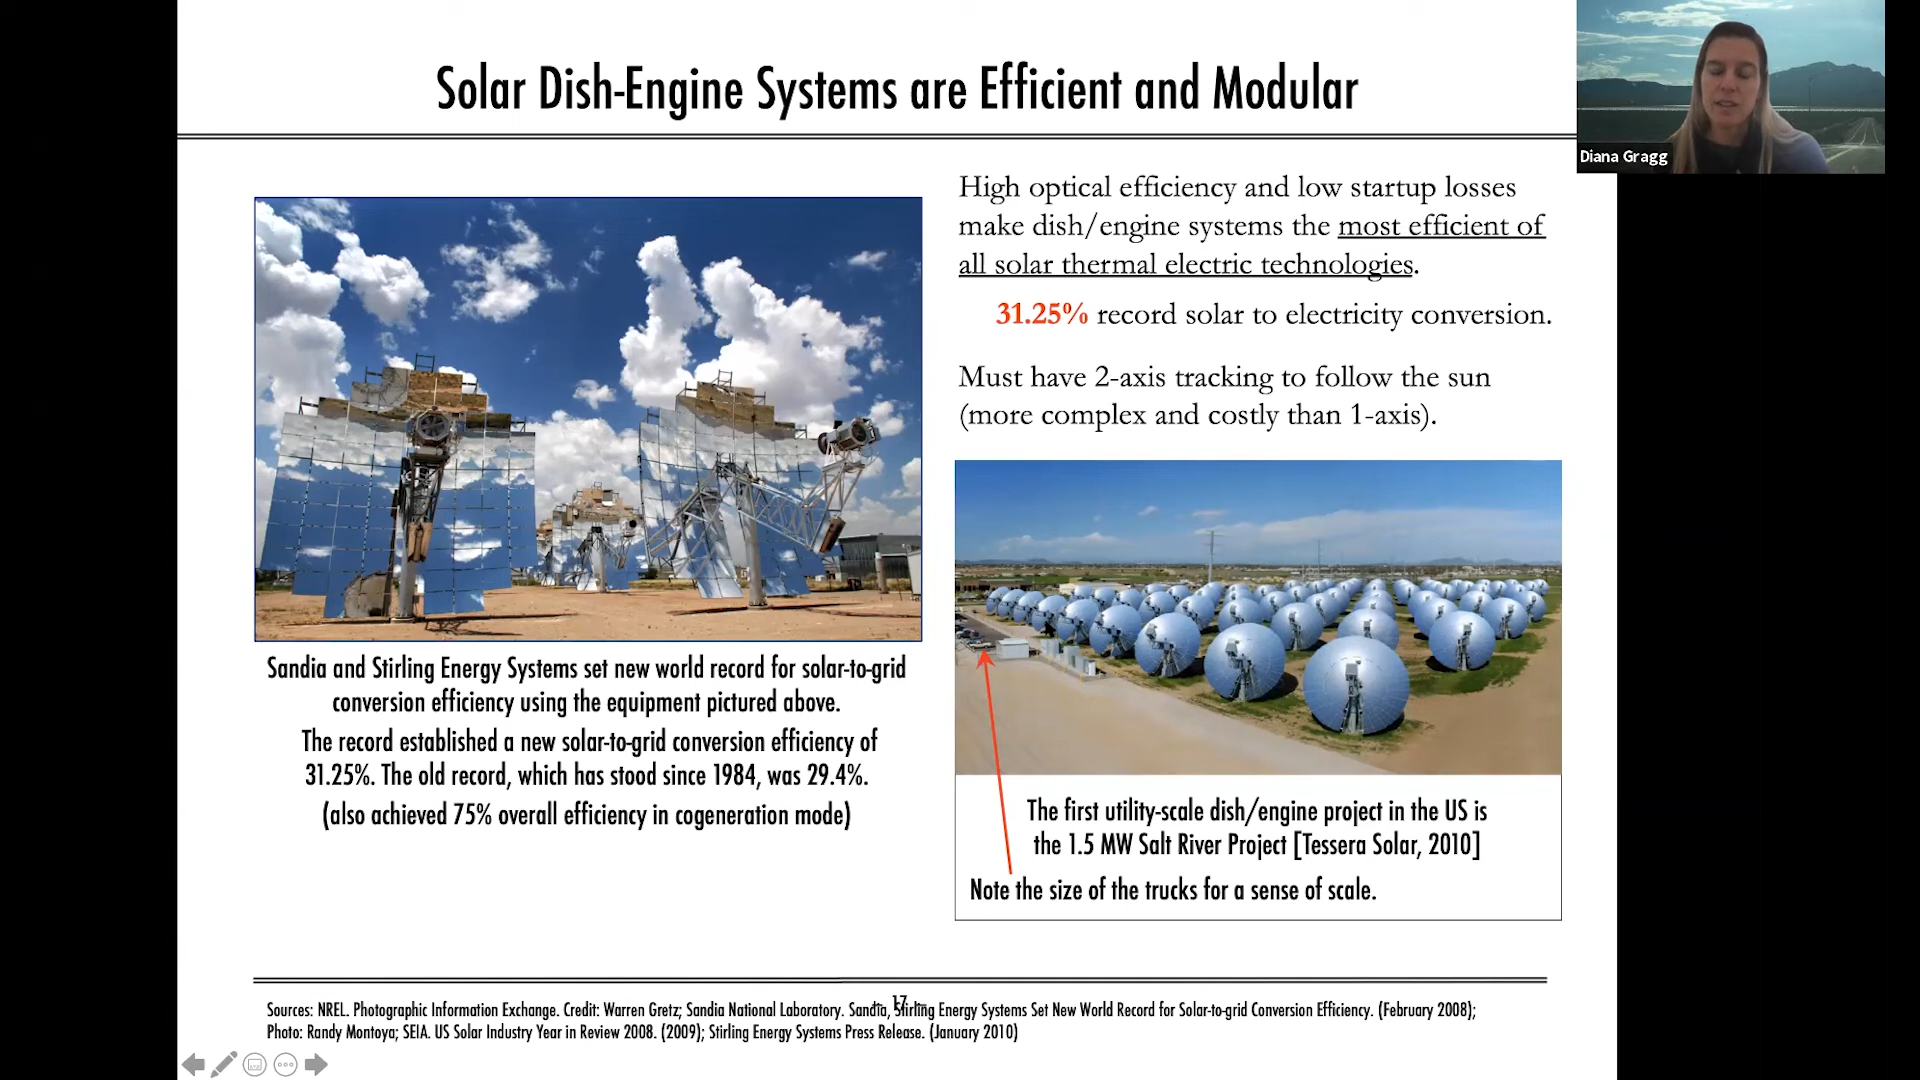 Solar Dish-Engine Systems are Efficient and Modular
Diana Gragg
High optical efficiency and low startup losses
make dish/engine systems the most efficient of
all solar thermal electric technologies.
31.25% record solar to electricity conversion.
Must have 2-axis tracking to follow the sun
(more complex and costly than 1-axis).
Sandia and Stirling Energy Systems set new world record for solar-to-grid
conversion efficiency using the equipment pictured above.
The record established a new solar-to-grid conversion efficiency of
31.25%. The old record, which has stood since 1984, was 29.4%.
(also achieved 75% overall efficiency in cogeneration mode)
The first utility-scale dish/engine project in the US is
the 1.5 MW Salt River Project [Tessera Solar, 2010]
Note the size of the trucks for a sense of scale.
– 17 –
Sources: NREL. Photographic Information Exchange. Credit: Warren Gretz; Sandia National Laboratory. Sandia, Stirling Energy Systems Set New World Record for Solar-to-grid Conversion Efficiency. (February 2008);
Photo: Randy Montoya; SEIA. US Solar Industry Year in Review 2008. (2009); Stirling Energy Systems Press Release. (January 2010)